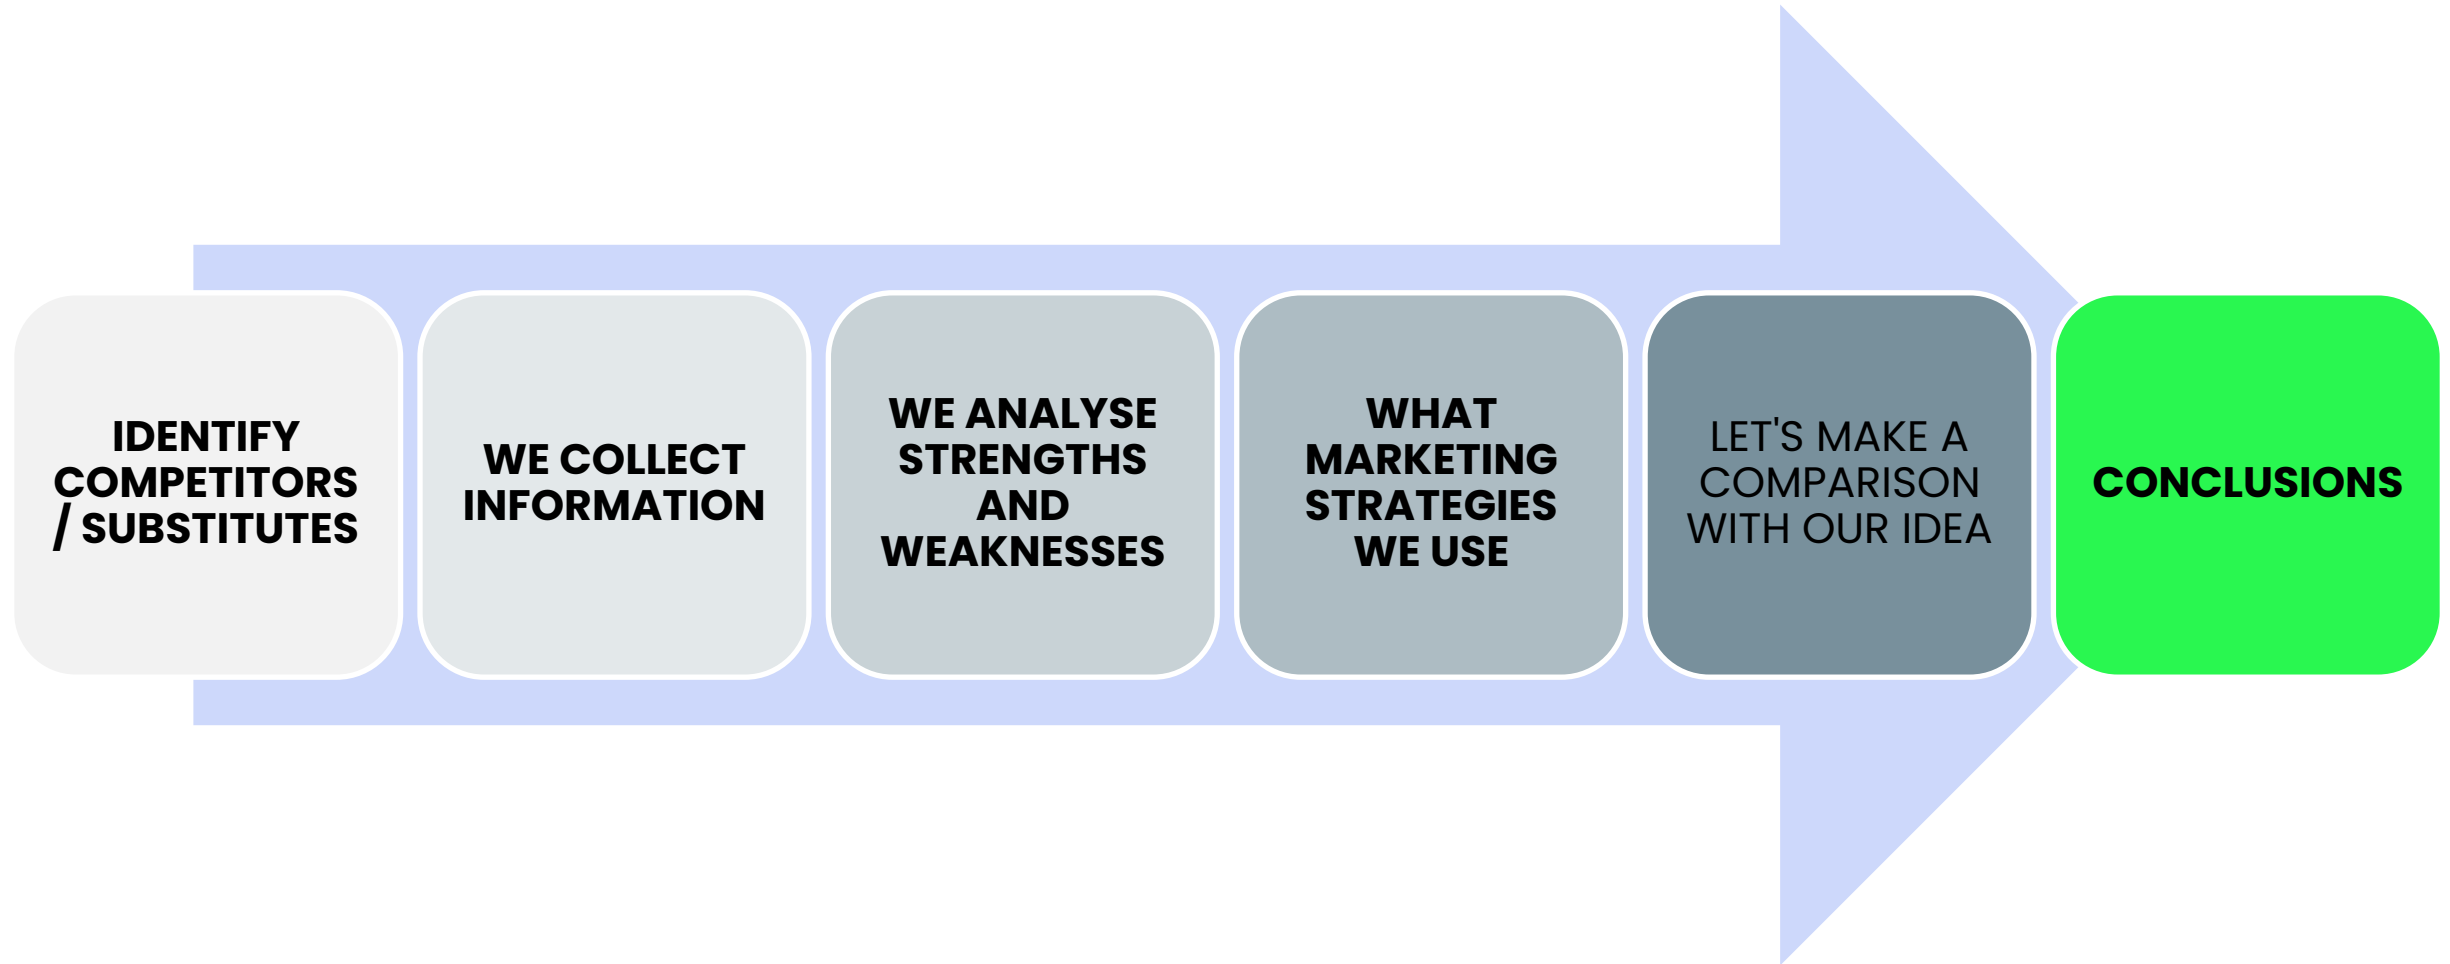 IDENTIFY
COMPETITORS
/ SUBSTITUTES
WE COLLECT
INFORMATION
WE ANALYSE
STRENGTHS
AND
WEAKNESSES
WHAT
MARKETING
STRATEGIES
WE USE
LET'S MAKE A
COMPARISON
WITH OUR IDEA
CONCLUSIONS